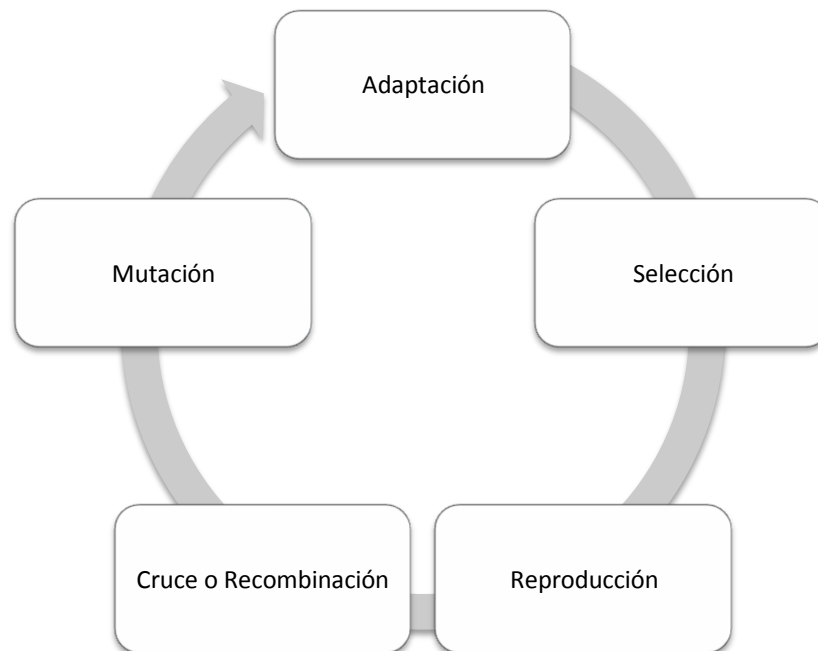 Adaptación
Selección
Reproducción
Cruce o Recombinación
Mutación